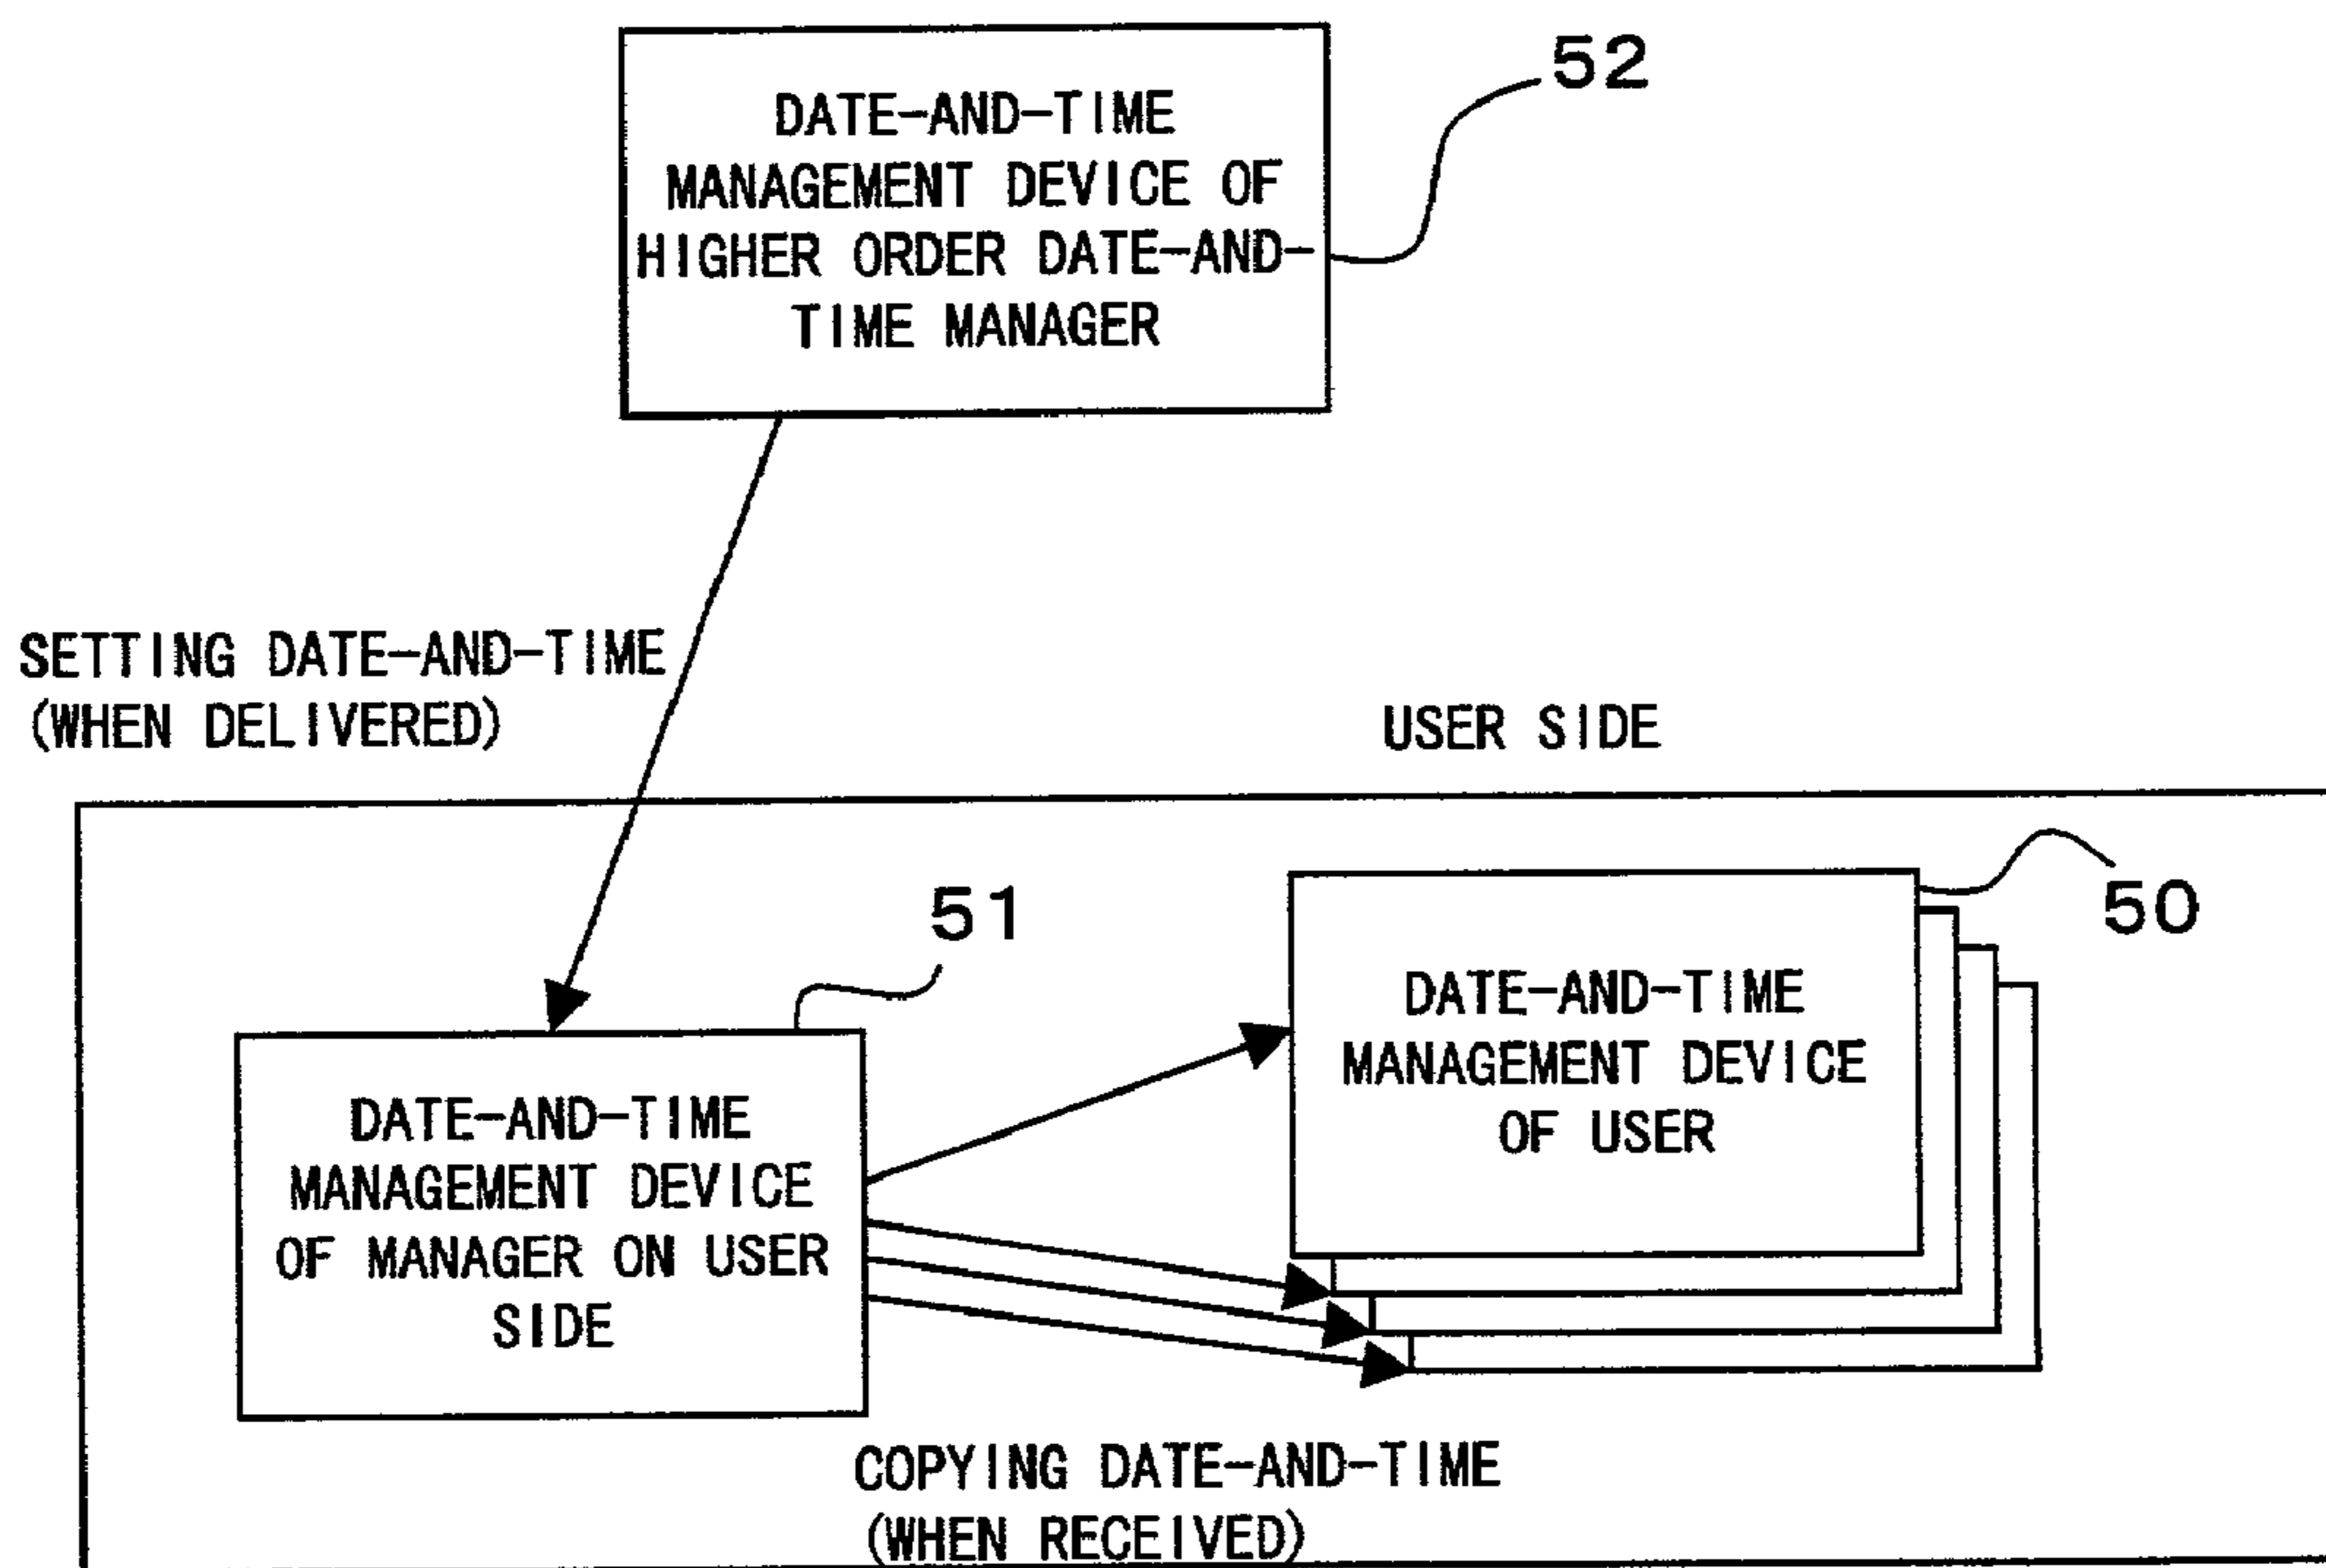 DATE-AND-TIME
MANAGEMENT DEVICE OF
HIGHER ORDER DATE-AND-
TIME MANAGER
52
SETTING DATE-AND-TIME
(WHEN DELIVERED)
USER SIDE
51
50
DATE-AND-TIME
MANAGEMENT DEVICE
OF USER
DATE-AND-TIME
MANAGEMENT DEVICE
OF MANAGER ON USER
SIDE
COPYING DATE-AND-TIME
(WHEN RECEIVED)